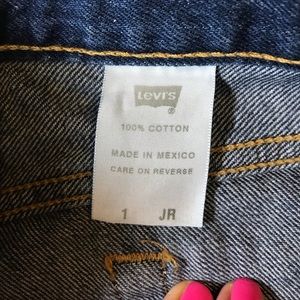 Levi's
100% COTTON
MADE IN MEXICO
CARE ON REVERSE
1 JR